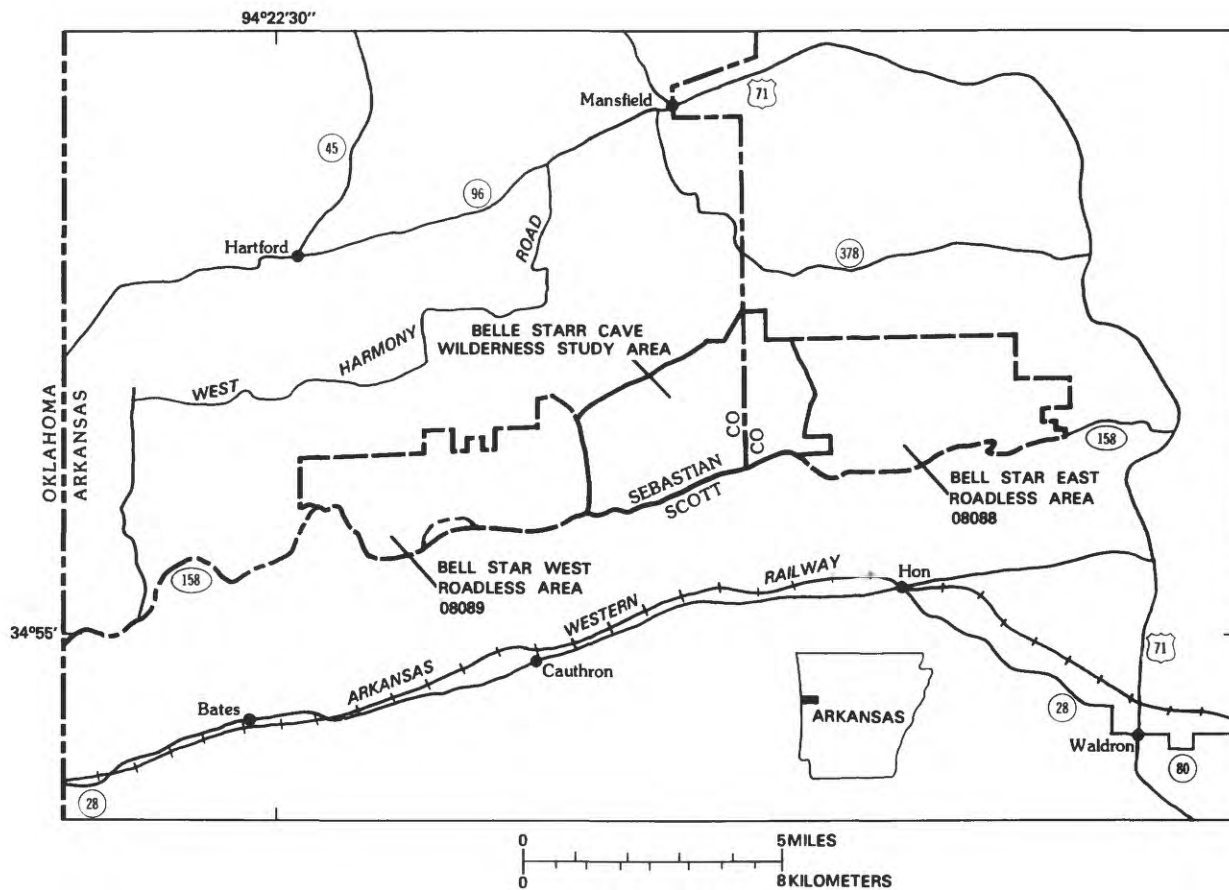 94°22'30"
Mansfield
71
45
96
Hartford
ROAD
378
BELLE STARR CAVE
WILDERNESS STUDY AREA
HARMONY
WEST
OKLAHOMA
ARKANSAS
CO
CO
158
SEBASTIAN
SCOTT
BELL STAR EAST
ROADLESS AREA
08088
BELL STAR WEST
ROADLESS AREA
08089
158
RAILWAY
Hon
WESTERN
34°55'
ARKANSAS
Cauthron
71
Bates
ARKANSAS
28
Waldron
80
28
0 5 MILES
0 8 KILOMETERS